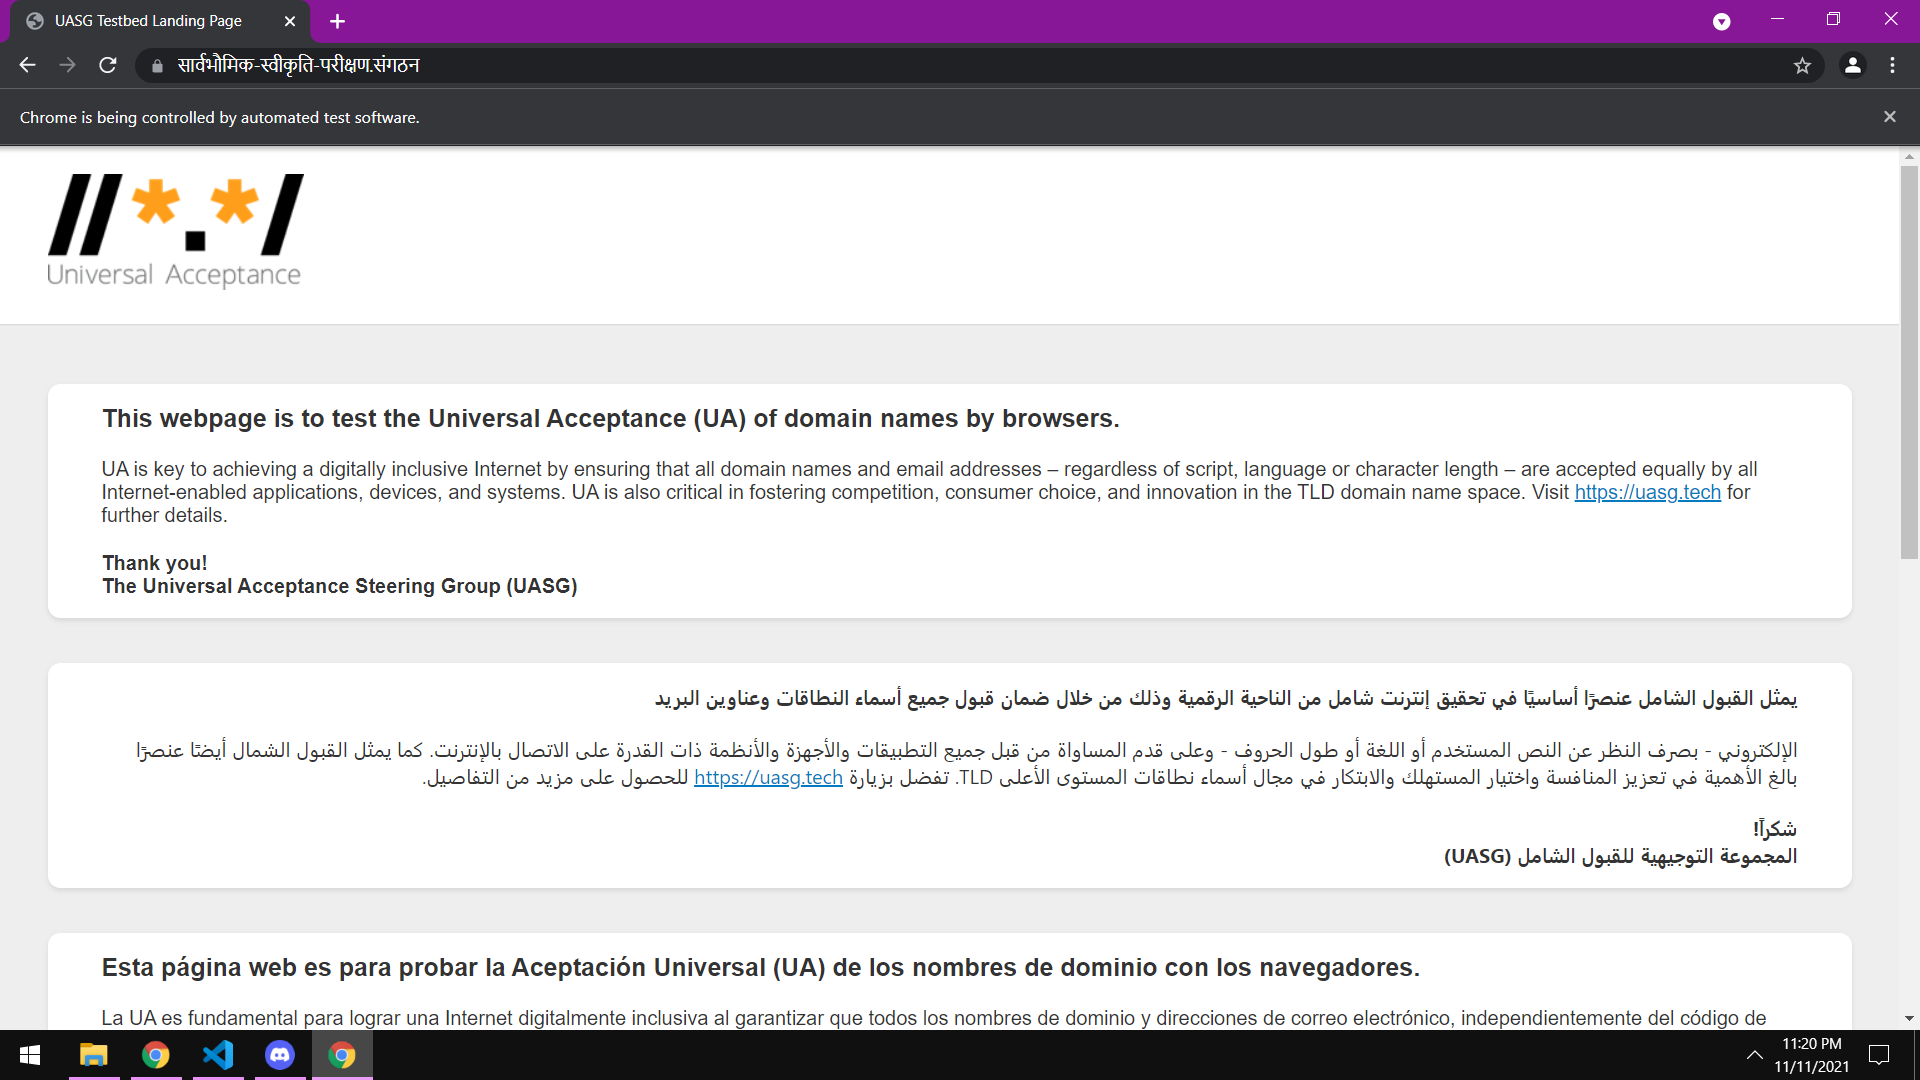 UASG Testbed Landing Page
सार्वभौमिक-स्वीकृति-परीक्षण.संगठन
Chrome is being controlled by automated test software.
//*.*/
Universal Acceptance
This webpage is to test the Universal Acceptance (UA) of domain names by browsers.
UA is key to achieving a digitally inclusive Internet by ensuring that all domain names and email addresses – regardless of script, language or character length – are accepted equally by all
Internet-enabled applications, devices, and systems. UA is also critical in fostering competition, consumer choice, and innovation in the TLD domain name space. Visit https://uasg.tech for
further details.
Thank you!
The Universal Acceptance Steering Group (UASG)
يمثل القبول الشامل عنصرًا أساسيًا في تحقيق إنترنت شامل من الناحية الرقمية وذلك من خلال ضمان قبول جميع أسماء النطاقات وعناوين البريد
الإلكتروني - بصرف النظر عن النص المستخدم أو اللغة أو طول الحروف - وعلى قدم المساواة من قبل جميع التطبيقات والأجهزة والأنظمة ذات القدرة على الاتصال بالإنترنت. كما يمثل القبول الشمال أيضًا عنصرًا
بالغ الأهمية في تعزيز المنافسة واختيار المستهلك والابتكار في مجال أسماء نطاقات المستوى الأعلى TLD. تفضل بزيارة https://uasg.tech للحصول على مزيد من التفاصيل.
شكراً!
المجموعة التوجيهية للقبول الشامل (UASG)
Esta página web es para probar la Aceptación Universal (UA) de los nombres de dominio con los navegadores.
La UA es fundamental para lograr una Internet digitalmente inclusiva al garantizar que todos los nombres de dominio y direcciones de correo electrónico, independientemente del código de
11:20 PM
11/11/2021